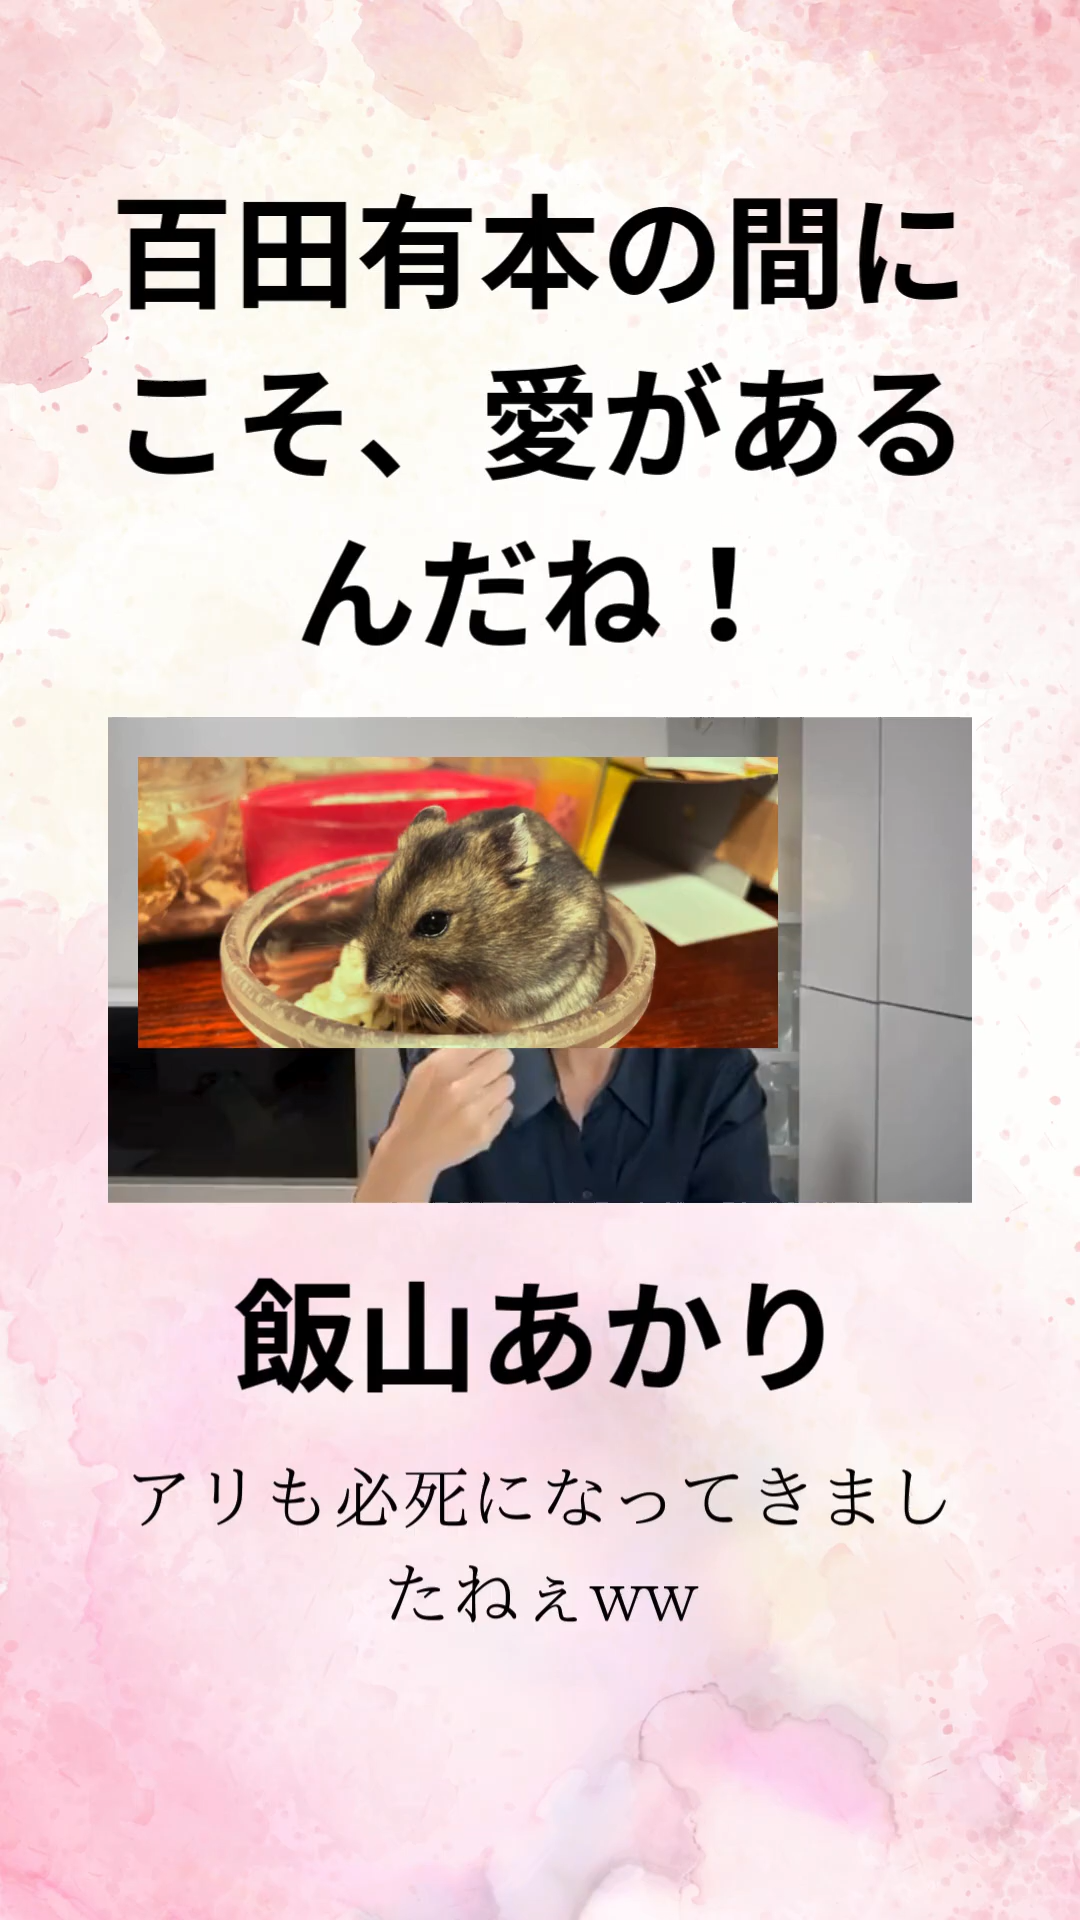 百田有本の間に
こそ、愛がある
んだね！
飯山あかり
アリも必死になってきまし
たねぇww